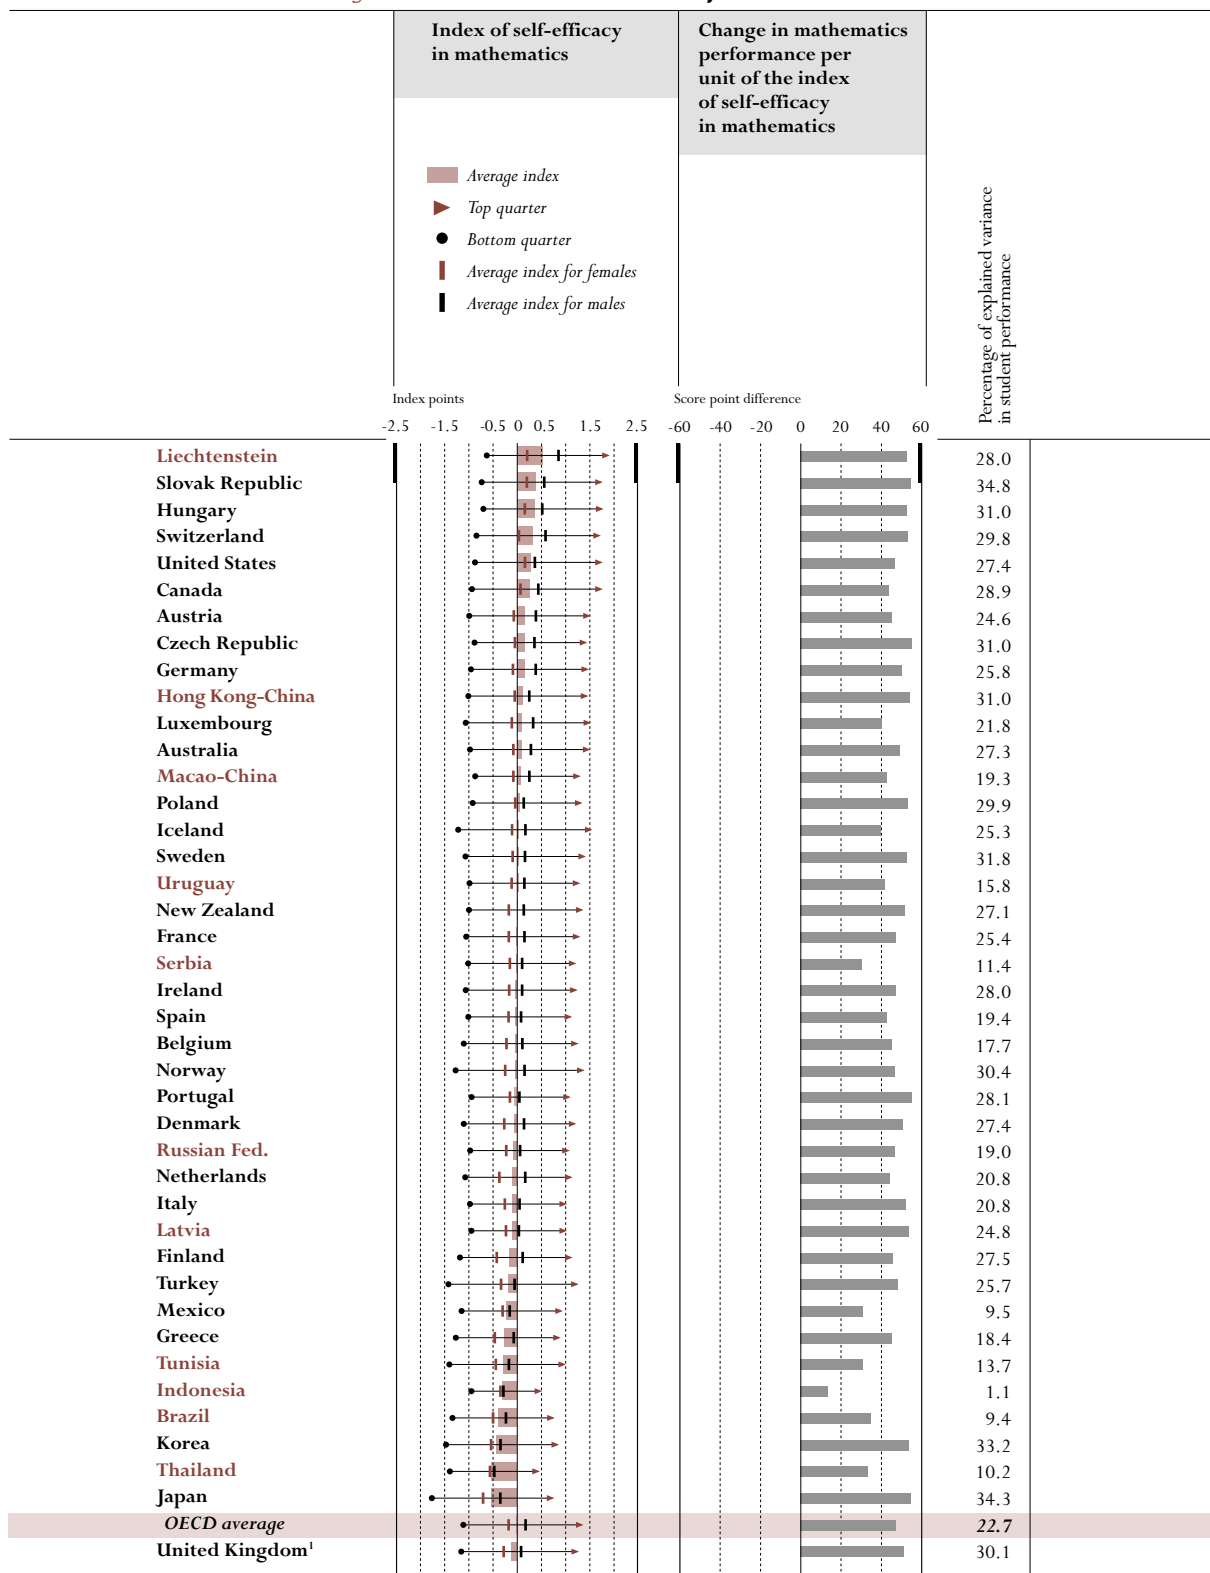 Index of self-efficacy
in mathematics
Change in mathematics
performance per
unit of the index
of self-efficacy
in mathematics
Average index
Top quarter
Bottom quarter
Average index for females
Average index for males
Percentage of explained variance
in student performance
Index points
Score point difference
-2.5 -1.5 -0.5 0 0.5 1.5 2.5 -60 -40 -20 0 20 40 60
Liechtenstein 28.0
Slovak Republic 34.8
Hungary 31.0
Switzerland 29.8
United States 27.4
Canada 28.9
Austria 24.6
Czech Republic 31.0
Germany 25.8
Hong Kong-China 31.0
Luxembourg 21.8
Australia 27.3
Macao-China 19.3
Poland 29.9
Iceland 25.3
Sweden 31.8
Uruguay 15.8
New Zealand 27.1
France 25.4
Serbia 11.4
Ireland 28.0
Spain 19.4
Belgium 17.7
Norway 30.4
Portugal 28.1
Denmark 27.4
Russian Fed. 19.0
Netherlands 20.8
Italy 20.8
Latvia 24.8
Finland 27.5
Turkey 25.7
Mexico 9.5
Greece 18.4
Tunisia 13.7
Indonesia 1.1
Brazil 9.4
Korea 33.2
Thailand 10.2
Japan 34.3
OECD average 22.7
United Kingdom¹ 30.1